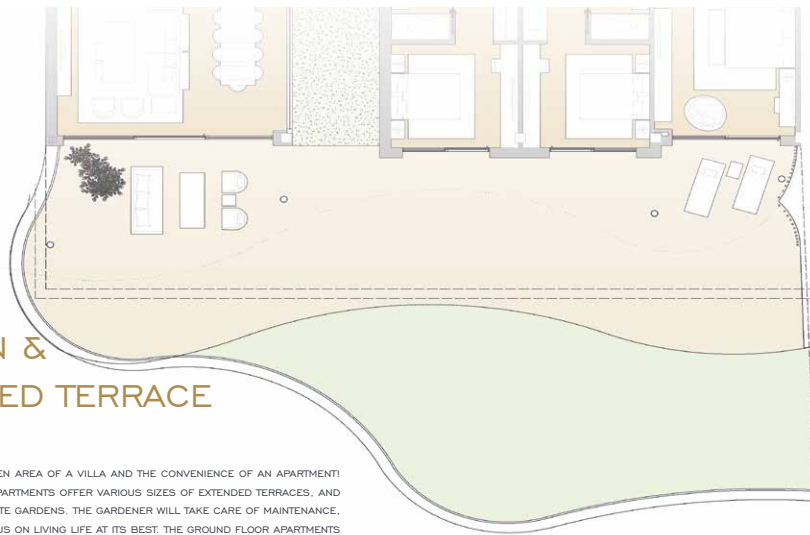 N &
ED TERRACE
EN AREA OF A VILLA AND THE CONVENIENCE OF AN APARTMENT!
PARTMENTS OFFER VARIOUS SIZES OF EXTENDED TERRACES, AND
TE GARDENS. THE GARDENER WILL TAKE CARE OF MAINTENANCE,
US ON LIVING LIFE AT ITS BEST. THE GROUND FLOOR APARTMENTS